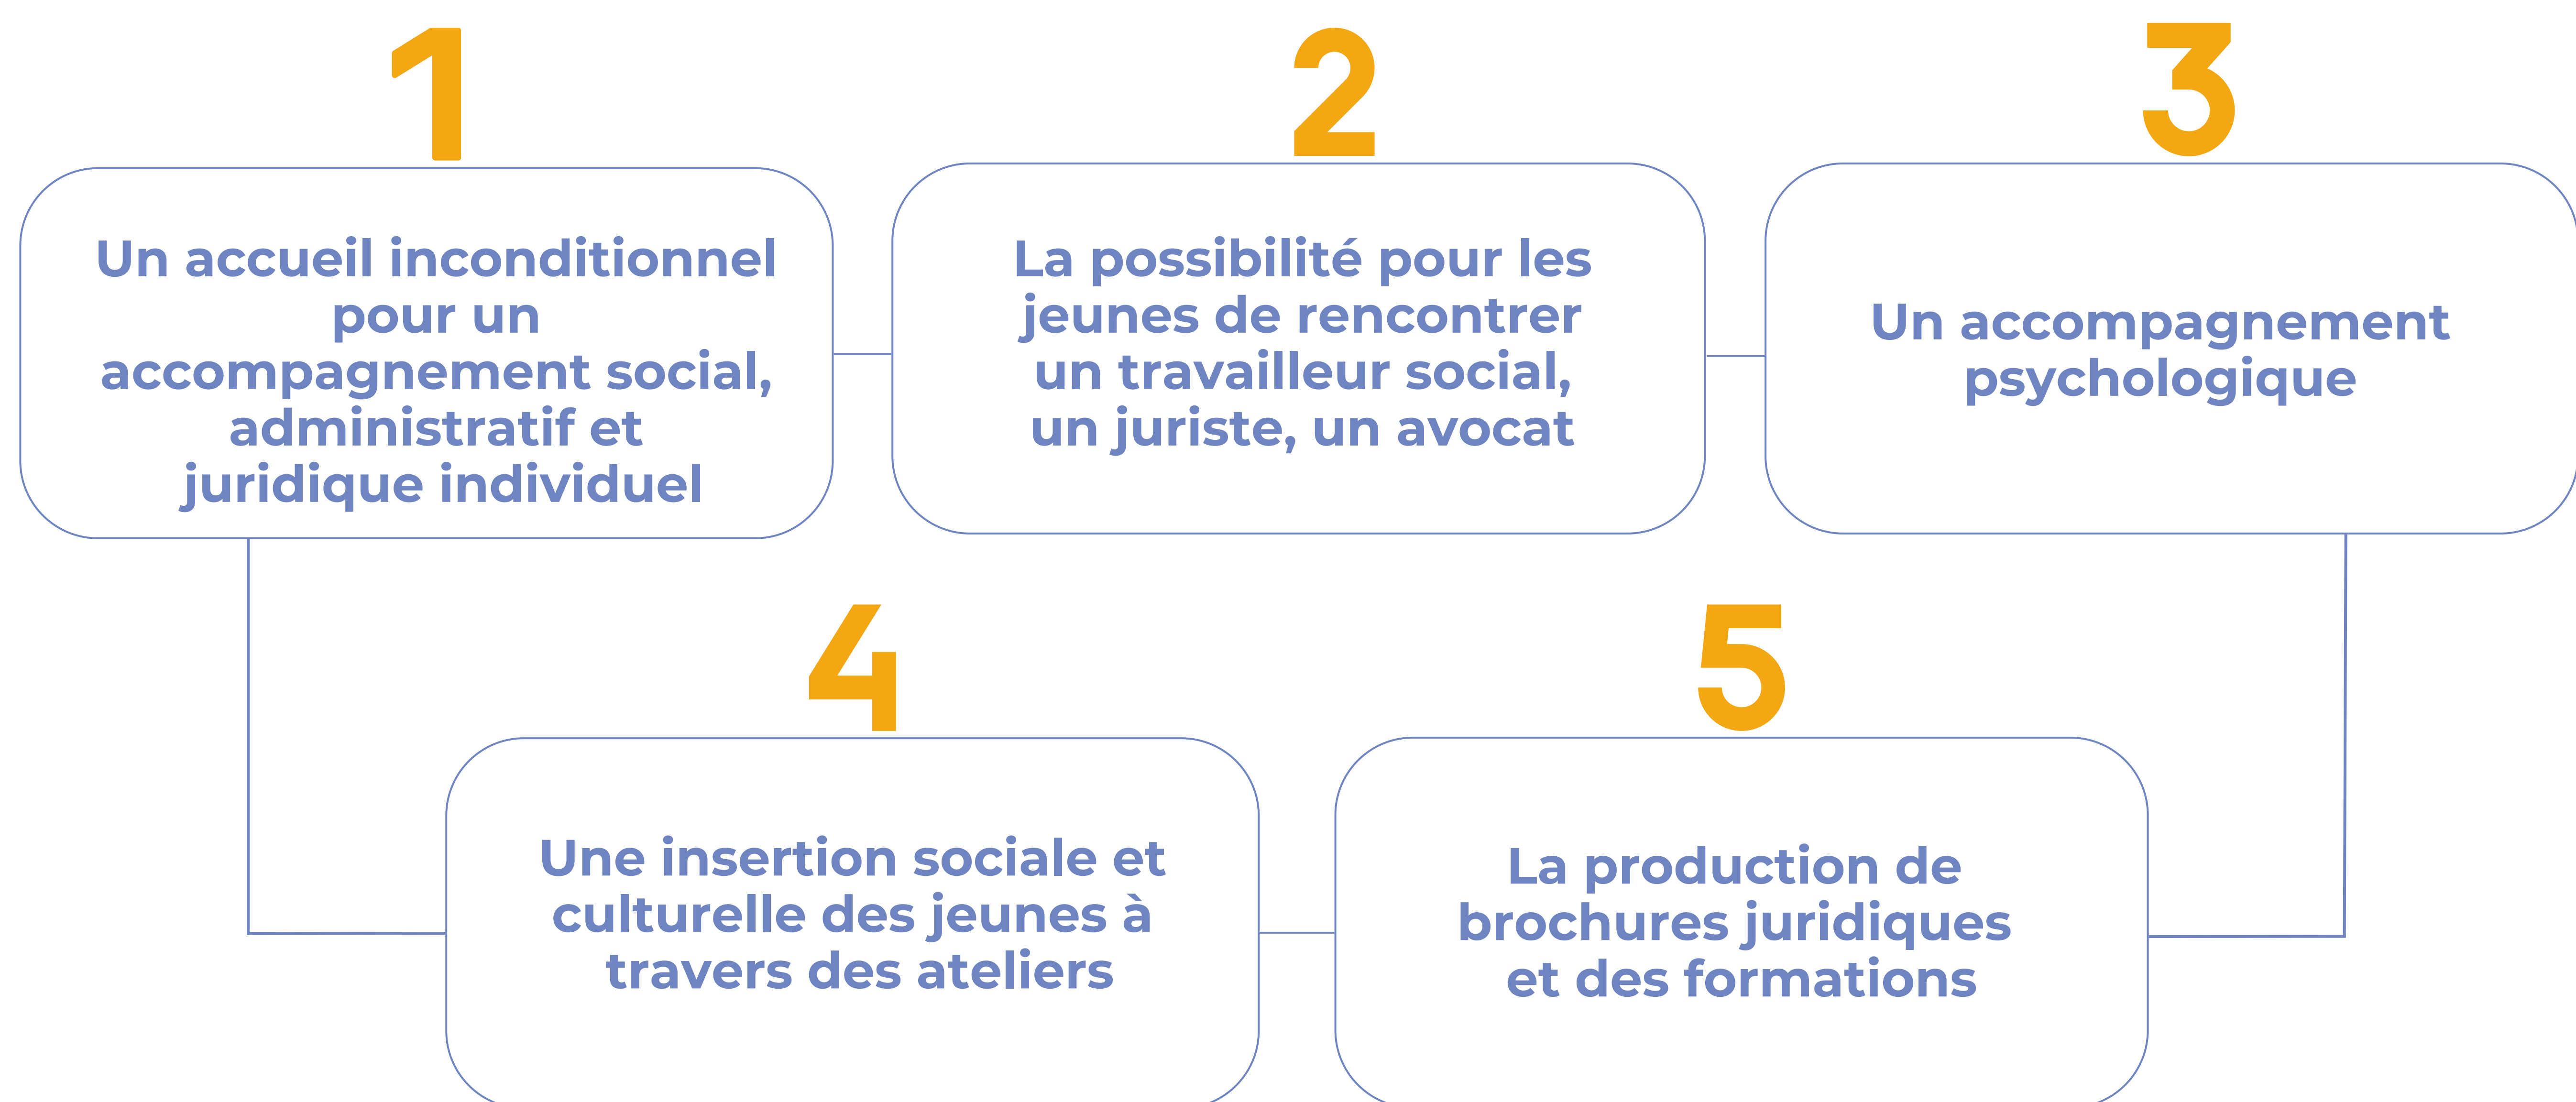 1
Un accueil inconditionnel
pour un
accompagnement social,
administratif et
juridique individuel
2
La possibilité pour les
jeunes de rencontrer
un travailleur social,
un juriste, un avocat
3
Un accompagnement
psychologique
4
Une insertion sociale et
culturelle des jeunes à
travers des ateliers
5
La production de
brochures juridiques
et des formations